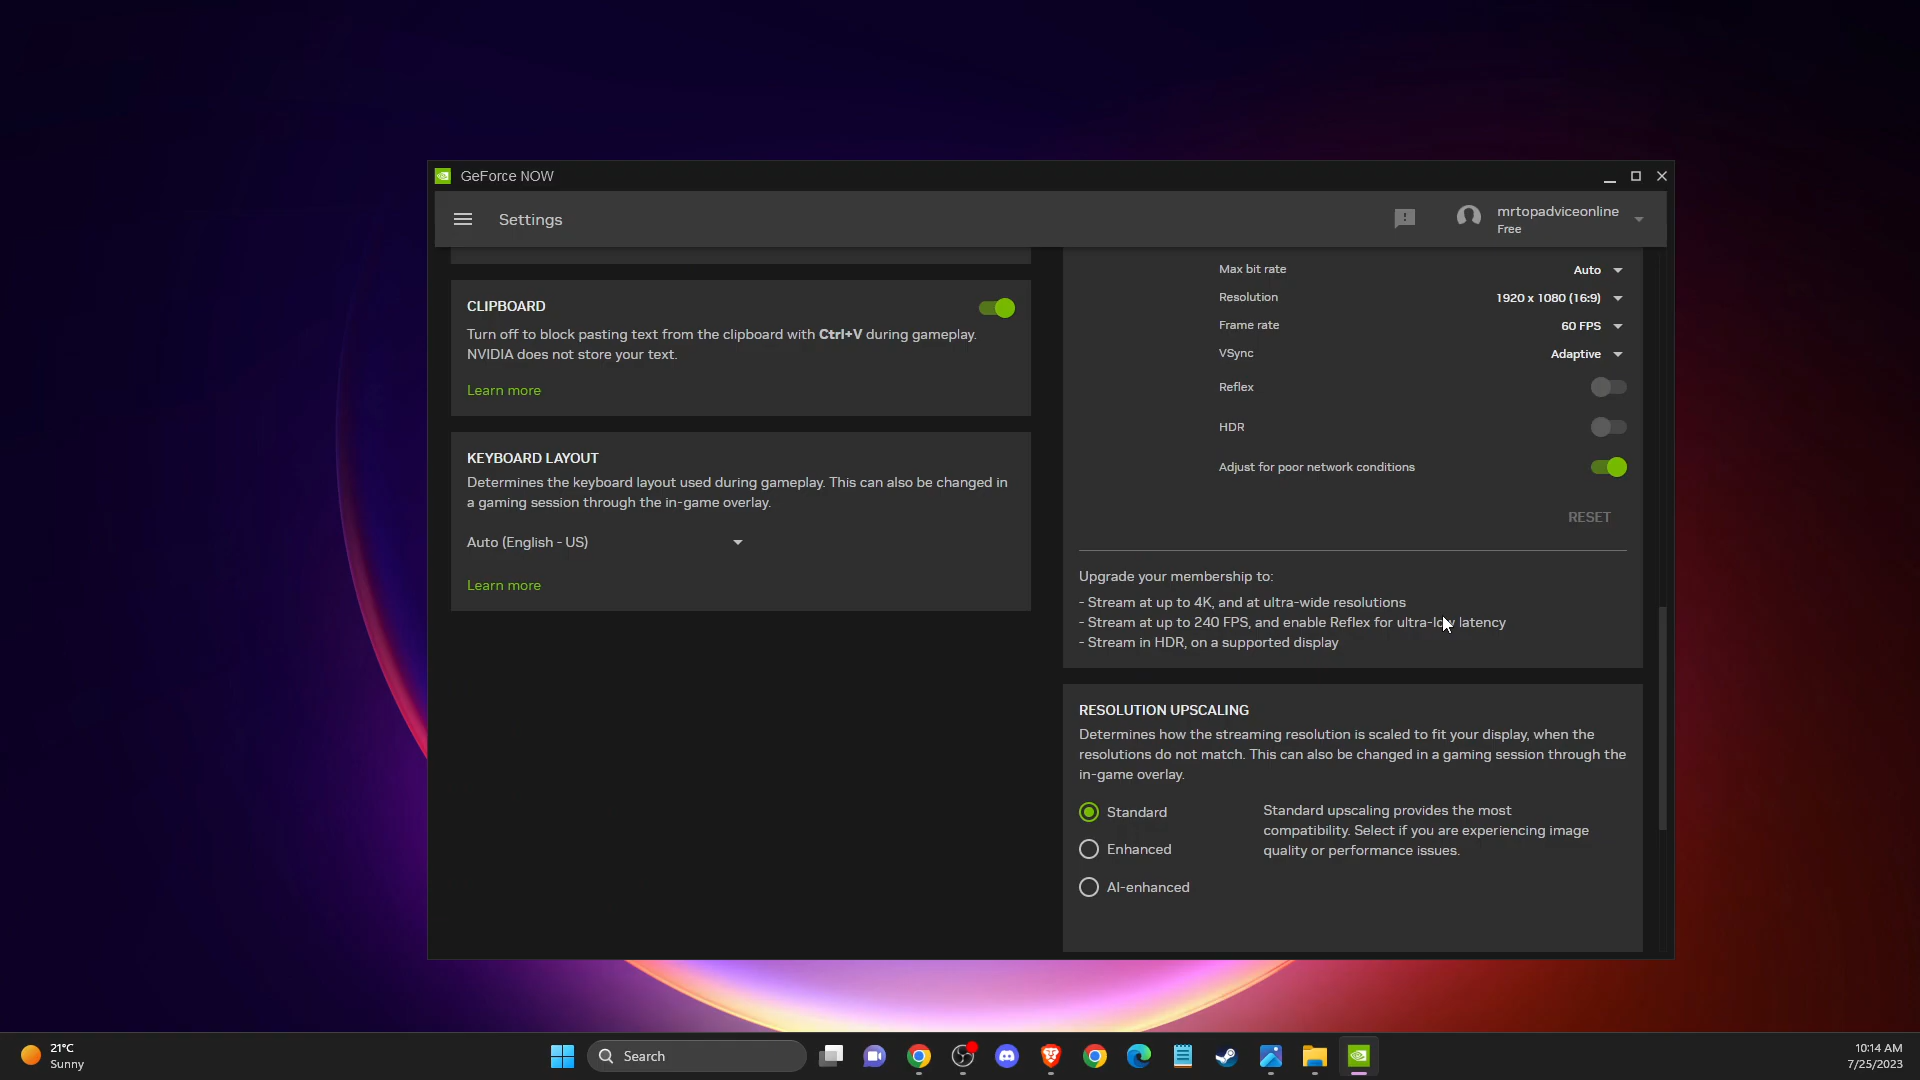 GeForce NOW
Settings
mrtopadviceonline
Free
CLIPBOARD
Turn off to block pasting text from the clipboard with Ctrl+V during gameplay.
NVIDIA does not store your text.
Learn more
KEYBOARD LAYOUT
Determines the keyboard layout used during gameplay. This can also be changed in
a gaming session through the in-game overlay.
Auto (English - US)
Learn more
Max bit rate Auto
Resolution 1920 x 1080 (16:9)
Frame rate 60 FPS
VSync Adaptive
Reflex
HDR
Adjust for poor network conditions
RESET
Upgrade your membership to:
- Stream at up to 4K, and at ultra-wide resolutions
- Stream at up to 240 FPS, and enable Reflex for ultra-low latency
- Stream in HDR, on a supported display
RESOLUTION UPSCALING
Determines how the streaming resolution is scaled to fit your display, when the
resolutions do not match. This can also be changed in a gaming session through the
in-game overlay.
Standard
Enhanced
AI-enhanced
Standard upscaling provides the most
compatibility. Select if you are experiencing image
quality or performance issues.
21°C
Sunny
Search
10:14 AM
7/25/2023